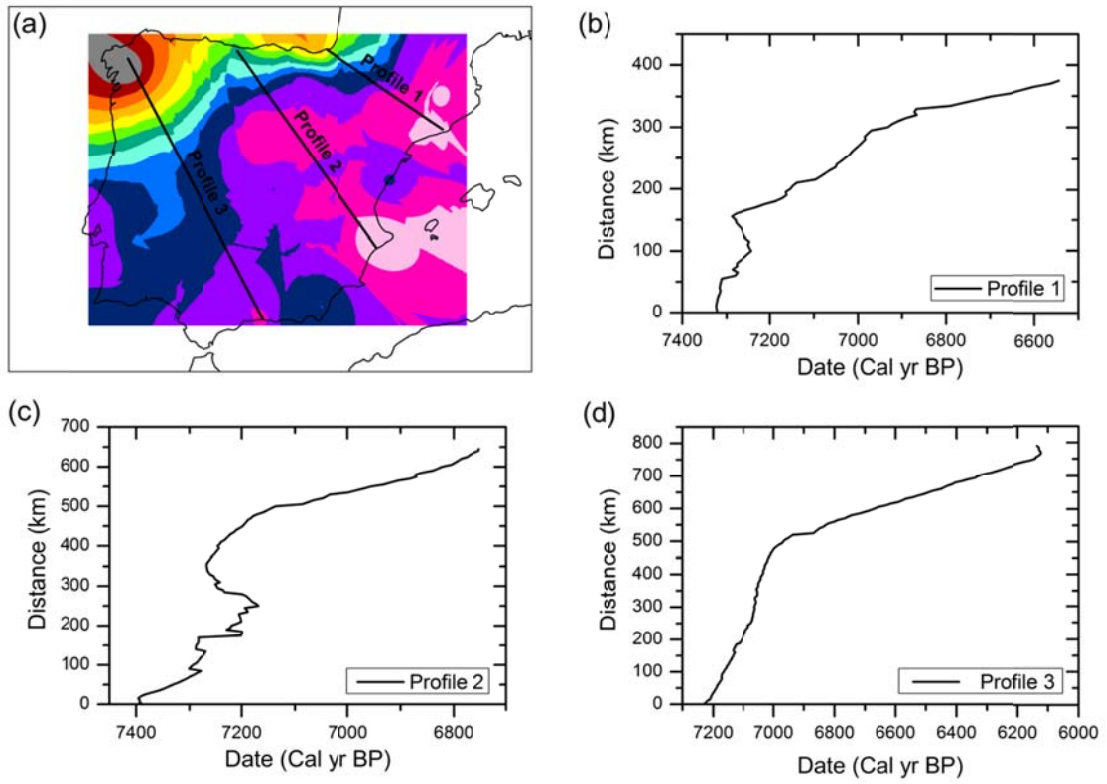 (a)
Profile 1
Profile 2
Profile 3
(b)
400
300
200
100
0
Distance (km)
7400
7200
7000
6800
6600
Date (Cal yr BP)
Profile 1
(c)
700
600
500
400
300
200
100
0
Distance (km)
7400
7200
7000
6800
Date (Cal yr BP)
Profile 2
(d)
800
700
600
500
400
300
200
100
0
Distance (km)
7200
7000
6800
6600
6400
6200
6000
Date (Cal yr BP)
Profile 3